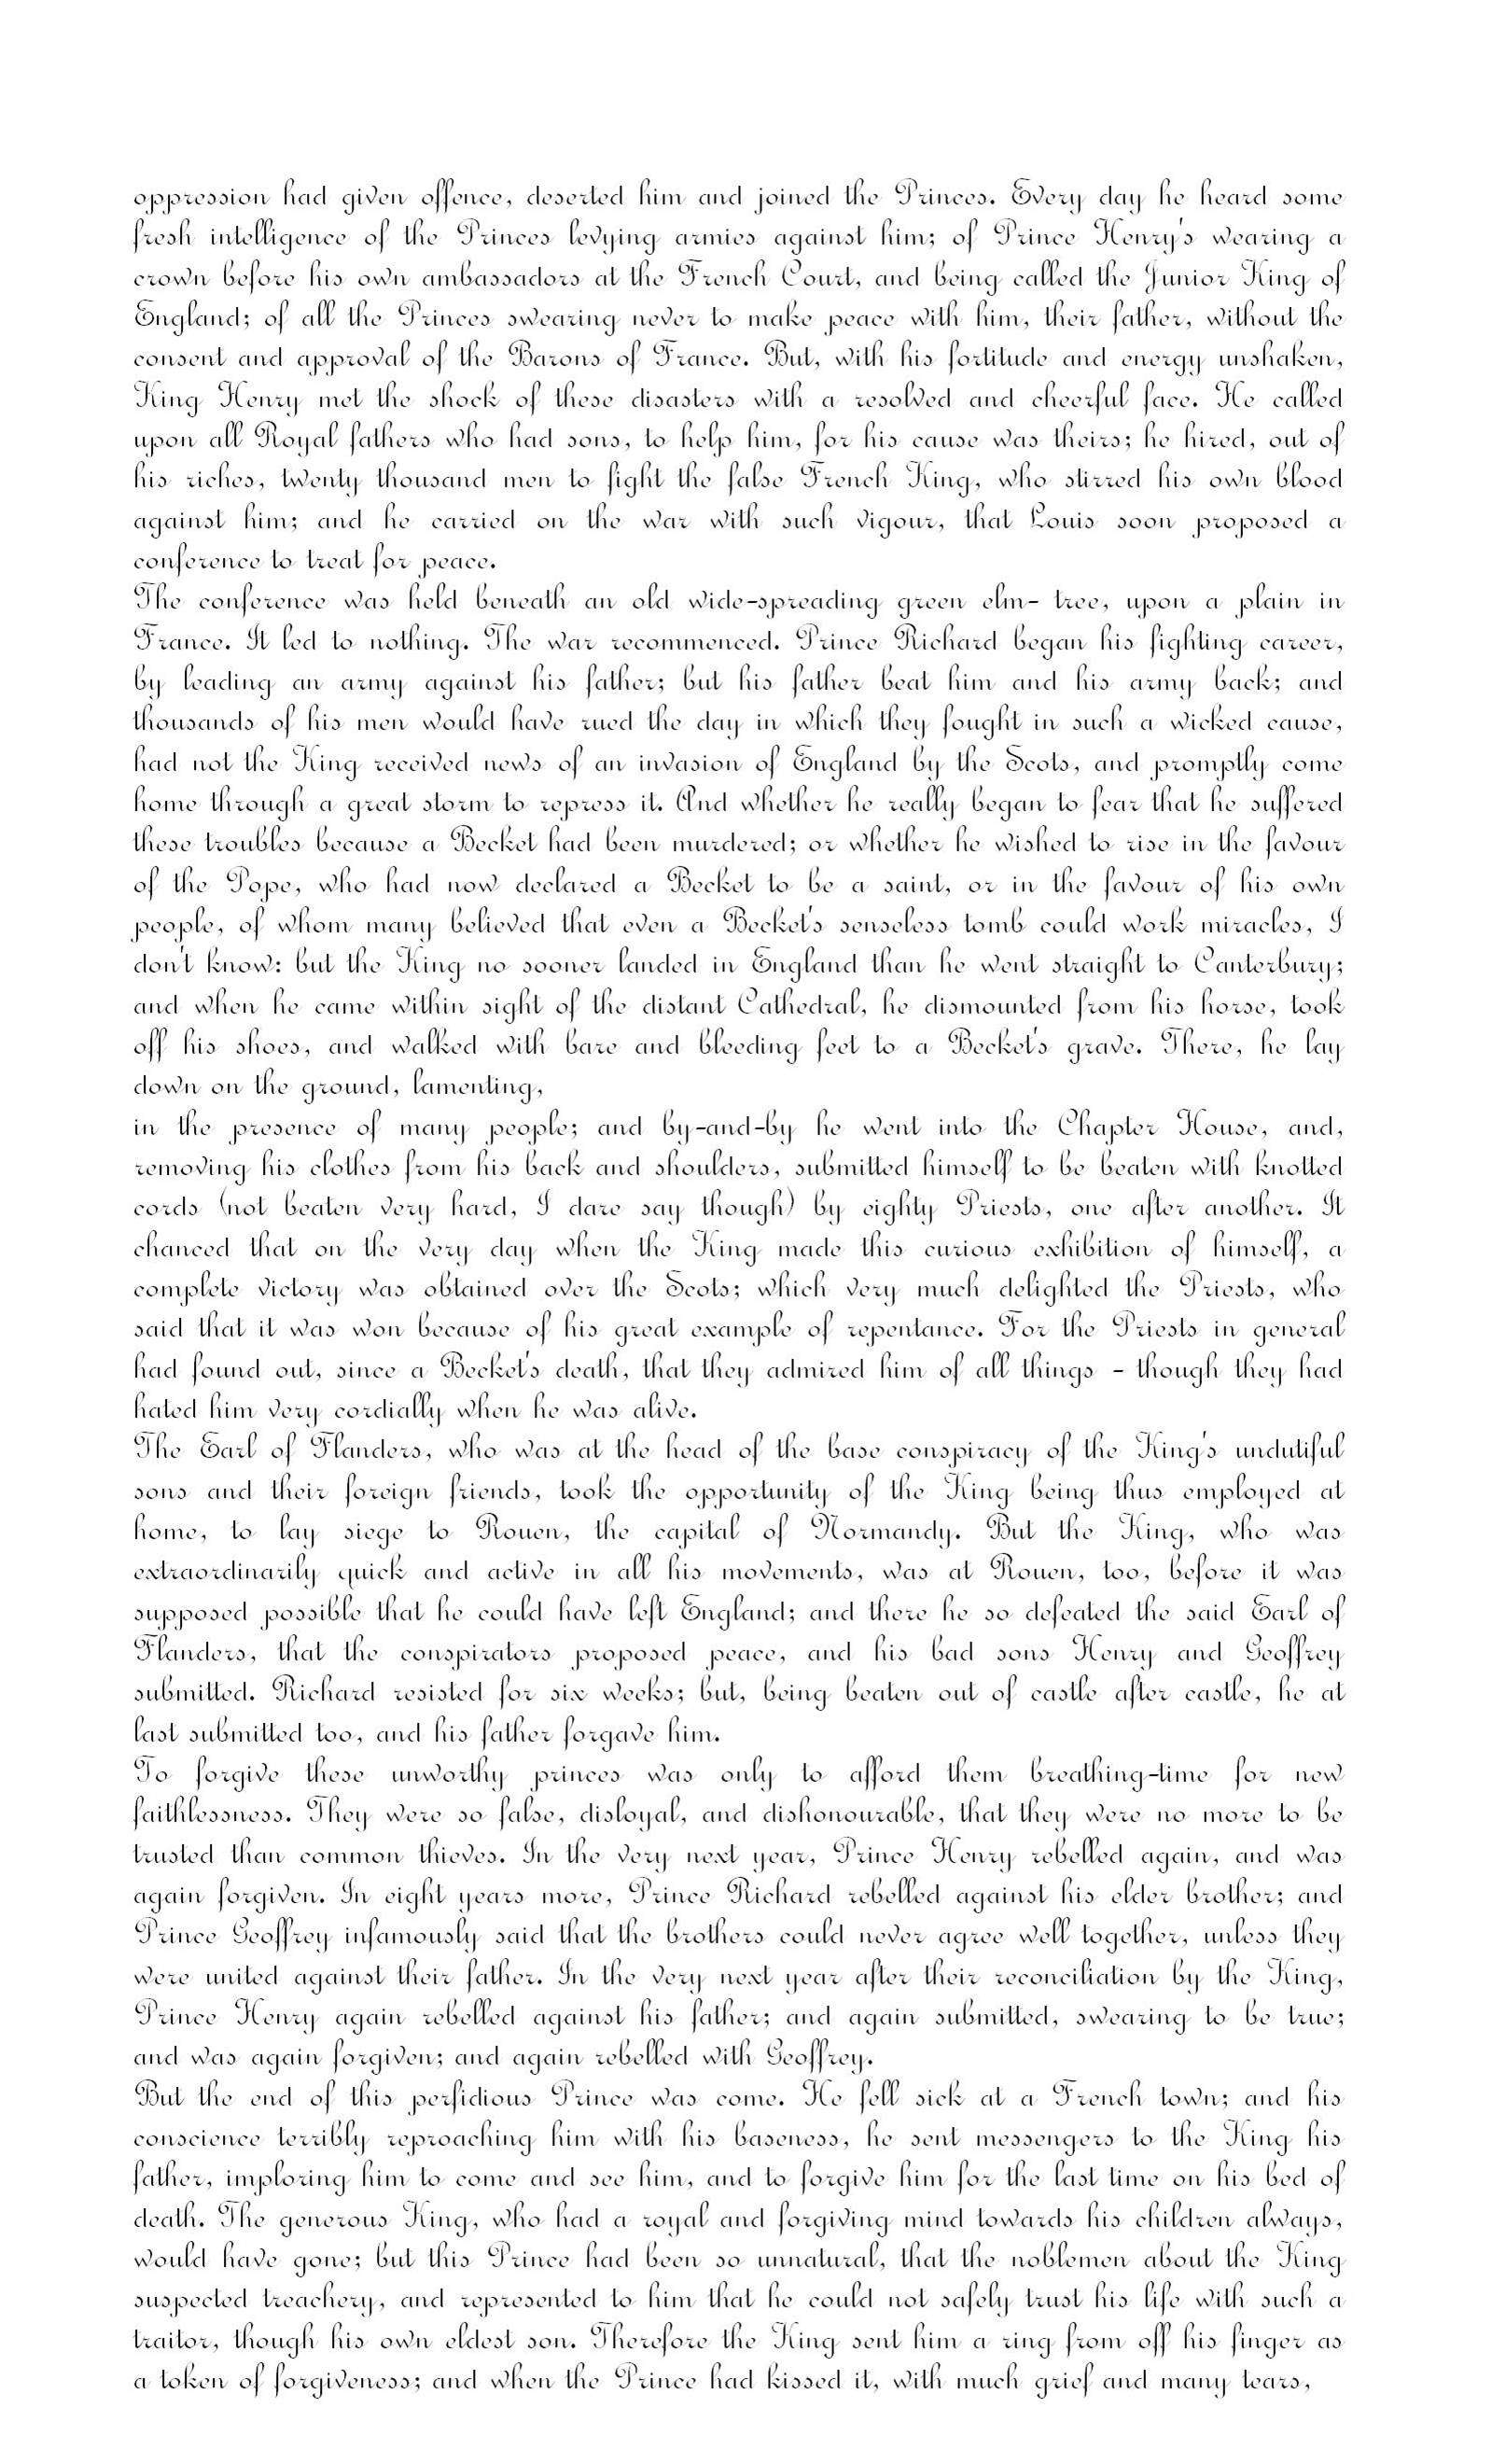 oppression had given offence, deserted him and joined the Princes. Every day he heard some
fresh intelligence of the Princes levying armies against him; of Prince Henry's wearing a
crown before his own ambassadors at the French Court, and being called the Junior King of
England; of all the Princes swearing never to make peace with him, their father, without the
consent and approval of the Barons of France. But, with his fortitude and energy unshaken,
King Henry met the shock of these disasters with a resolved and cheerful face. He called
upon all Royal fathers who had sons, to help him, for his cause was theirs; he hired, out of
his riches, twenty thousand men to fight the false French King, who stirred his own blood
against him; and he carried on the war with such vigour, that Louis soon proposed a
conference to treat for peace.
The conference was held beneath an old wide-spreading green elm- tree, upon a plain in
France. It led to nothing. The war recommenced. Prince Richard began his fighting career,
by leading an army against his father; but his father beat him and his army back; and
thousands of his men would have rued the day in which they fought in such a wicked cause,
had not the King received news of an invasion of England by the Scots, and promptly come
home through a great storm to repress it. And whether he really began to fear that he suffered
these troubles because a Becket had been murdered; or whether he wished to rise in the favour
of the Pope, who had now declared a Becket to be a saint, or in the favour of his own
people, of whom many believed that even a Becket's senseless tomb could work miracles, I
don't know: but the King no sooner landed in England than he went straight to Canterbury;
and when he came within sight of the distant Cathedral, he dismounted from his horse, took
off his shoes, and walked with bare and bleeding feet to a Becket's grave. There, he lay
down on the ground, lamenting,
in the presence of many people; and by-and-by he went into the Chapter House, and,
removing his clothes from his back and shoulders, submitted himself to be beaten with knotted
cords (not beaten very hard, I dare say though) by eighty Priests, one after another. It
chanced that on the very day when the King made this curious exhibition of himself, a
complete victory was obtained over the Scots; which very much delighted the Priests, who
said that it was won because of his great example of repentance. For the Priests in general
had found out, since a Becket's death, that they admired him of all things - though they had
hated him very cordially when he was alive.
The Earl of Flanders, who was at the head of the base conspiracy of the King's undutiful
sons and their foreign friends, took the opportunity of the King being thus employed at
home, to lay siege to Rouen, the capital of Normandy. But the King, who was
extraordinarily quick and active in all his movements, was at Rouen, too, before it was
supposed possible that he could have left England; and there he so defeated the said Earl of
Flanders, that the conspirators proposed peace, and his bad sons Henry and Geoffrey
submitted. Richard resisted for six weeks; but, being beaten out of castle after castle, he at
last submitted too, and his father forgave him.
To forgive these unworthy princes was only to afford them breathing-time for new
faithlessness. They were so false, disloyal, and dishonourable, that they were no more to be
trusted than common thieves. In the very next year, Prince Henry rebelled again, and was
again forgiven. In eight years more, Prince Richard rebelled against his elder brother; and
Prince Geoffrey infamously said that the brothers could never agree well together, unless they
were united against their father. In the very next year after their reconciliation by the King,
Prince Henry again rebelled against his father; and again submitted, swearing to be true;
and was again forgiven; and again rebelled with Geoffrey.
But the end of this perfidious Prince was come. He fell sick at a French town; and his
conscience terribly reproaching him with his baseness, he sent messengers to the King his
father, imploring him to come and see him, and to forgive him for the last time on his bed of
death. The generous King, who had a royal and forgiving mind towards his children always,
would have gone; but this Prince had been so unnatural, that the noblemen about the King
suspected treachery, and represented to him that he could not safely trust his life with such a
traitor, though his own eldest son. Therefore the King sent him a ring from off his finger as
a token of forgiveness; and when the Prince had kissed it, with much grief and many tears,